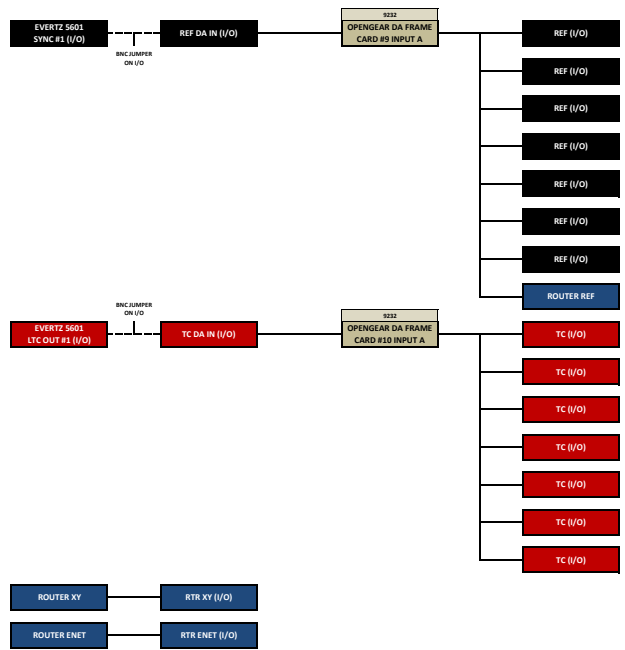 EVERTZ 5601
SYNC #1 (I/O)
BNC JUMPER
ON I/O
REF DA IN (I/O)
9232
OPENGEAR DA FRAME
CARD #9 INPUT A
REF (I/O)
REF (I/O)
REF (I/O)
REF (I/O)
REF (I/O)
REF (I/O)
REF (I/O)
ROUTER REF
EVERTZ 5601
LTC OUT #1 (I/O)
BNC JUMPER
ON I/O
TC DA IN (I/O)
9232
OPENGEAR DA FRAME
CARD #10 INPUT A
TC (I/O)
TC (I/O)
TC (I/O)
TC (I/O)
TC (I/O)
TC (I/O)
TC (I/O)
ROUTER XY
RTR XY (I/O)
ROUTER ENET
RTR ENET (I/O)